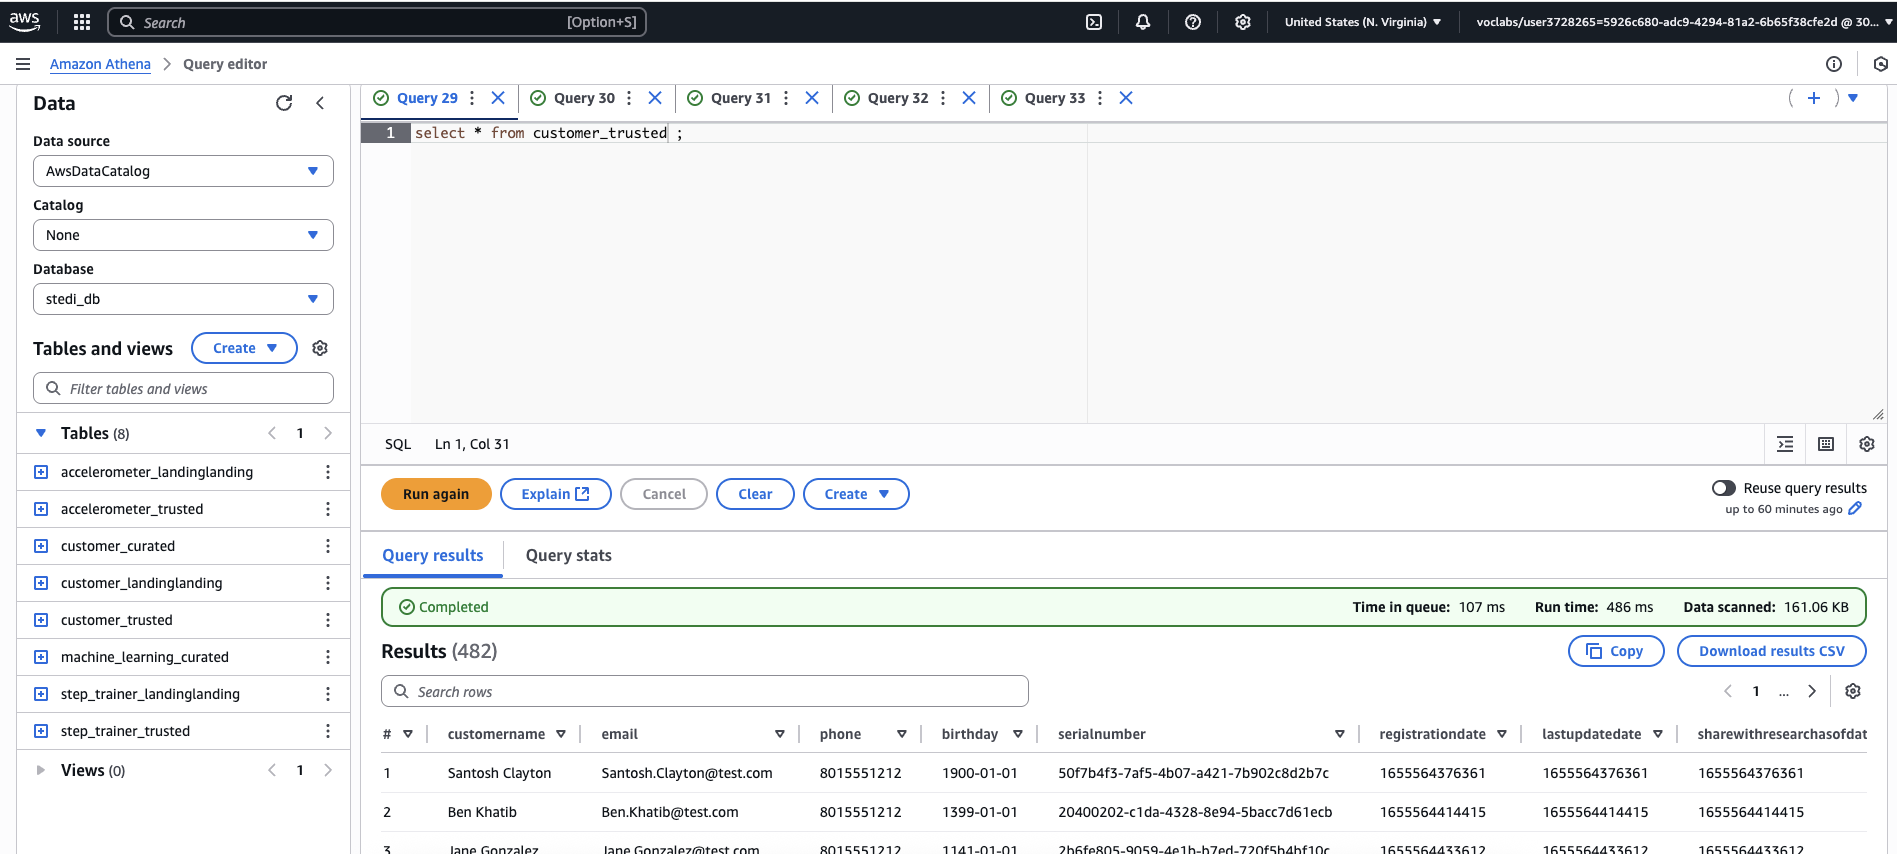 aws
Search [Option+S] United States (N. Virginia) voclabs/user3728265=5926c680-adc9-4294-81a2-6b65f38cfe2d @ 30...
Amazon Athena > Query editor
Data
Data source
AwsDataCatalog
Catalog
None
Database
stedi_db
Tables and views Create
Filter tables and views
Tables (8) < 1 >
accelerometer_landinglanding
accelerometer_trusted
customer_curated
customer_landinglanding
customer_trusted
machine_learning_curated
step_trainer_landinglanding
step_trainer_trusted
Views (0) < 1 >
Query 29 Query 30 Query 31 Query 32 Query 33
1 select * from customer_trusted ;
SQL Ln 1, Col 31
Run again Explain Cancel Clear Create
Reuse query results
up to 60 minutes ago
Query results Query stats
Completed Time in queue: 107 ms Run time: 486 ms Data scanned: 161.06 KB
Results (482) Copy Download results CSV
Search rows < 1 ... >
# customername email phone birthday serialnumber registrationdate lastupdatedate sharewithresearchasofdat
1 Santosh Clayton Santosh.Clayton@test.com 8015551212 1900-01-01 50f7b4f3-7af5-4b07-a421-7b902c8d2b7c 1655564376361 1655564376361 1655564376361
2 Ben Khatib Ben.Khatib@test.com 8015551212 1399-01-01 20400202-c1da-4328-8e94-5bacc7d61ecb 1655564414415 1655564414415 1655564414415
3 Jane Gonzalez Jane.Gonzalez@test.com 8015551212 1141-01-01 2b6fe805-9059-4e1b-b7ed-720f5b4bf10c 1655564433612 1655564433612 1655564433612